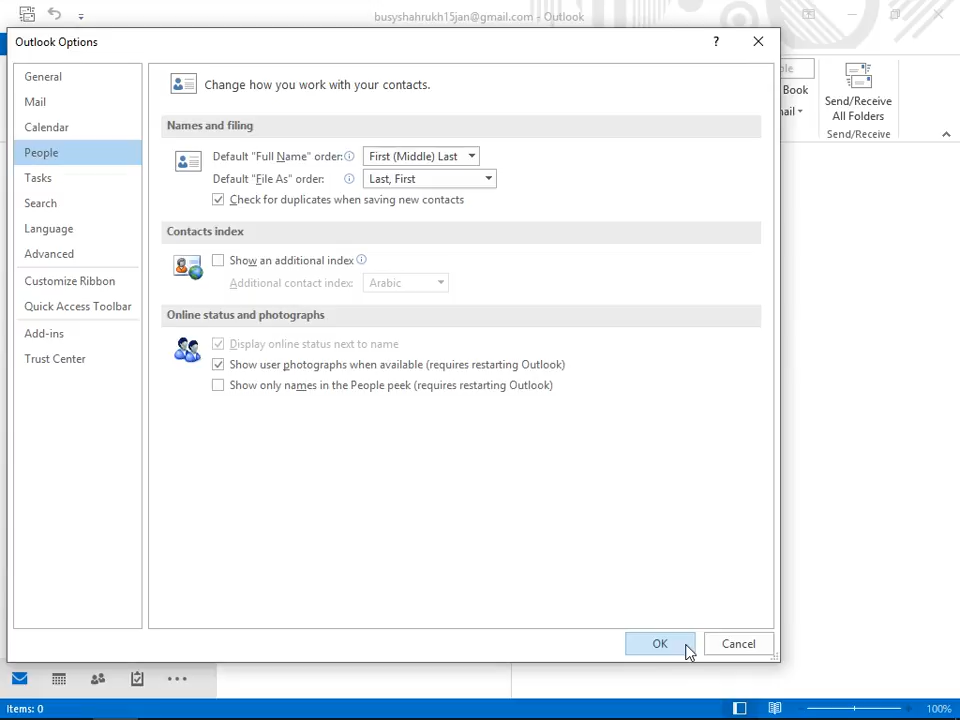 busyshahrukh15jan@gmail.com - Outlook
Outlook Options
?
General
Mail
Calendar
People
Tasks
Search
Language
Advanced
Customize Ribbon
Quick Access Toolbar
Add-ins
Trust Center
Change how you work with your contacts.
Names and filing
Default "Full Name" order: First (Middle) Last
Default "File As" order: Last, First
Check for duplicates when saving new contacts
Contacts index
Show an additional index
Additional contact index: Arabic
Online status and photographs
Display online status next to name
Show user photographs when available (requires restarting Outlook)
Show only names in the People peek (requires restarting Outlook)
OK
Cancel
Book
Send/Receive
All Folders
Send/Receive
Items: 0
100%